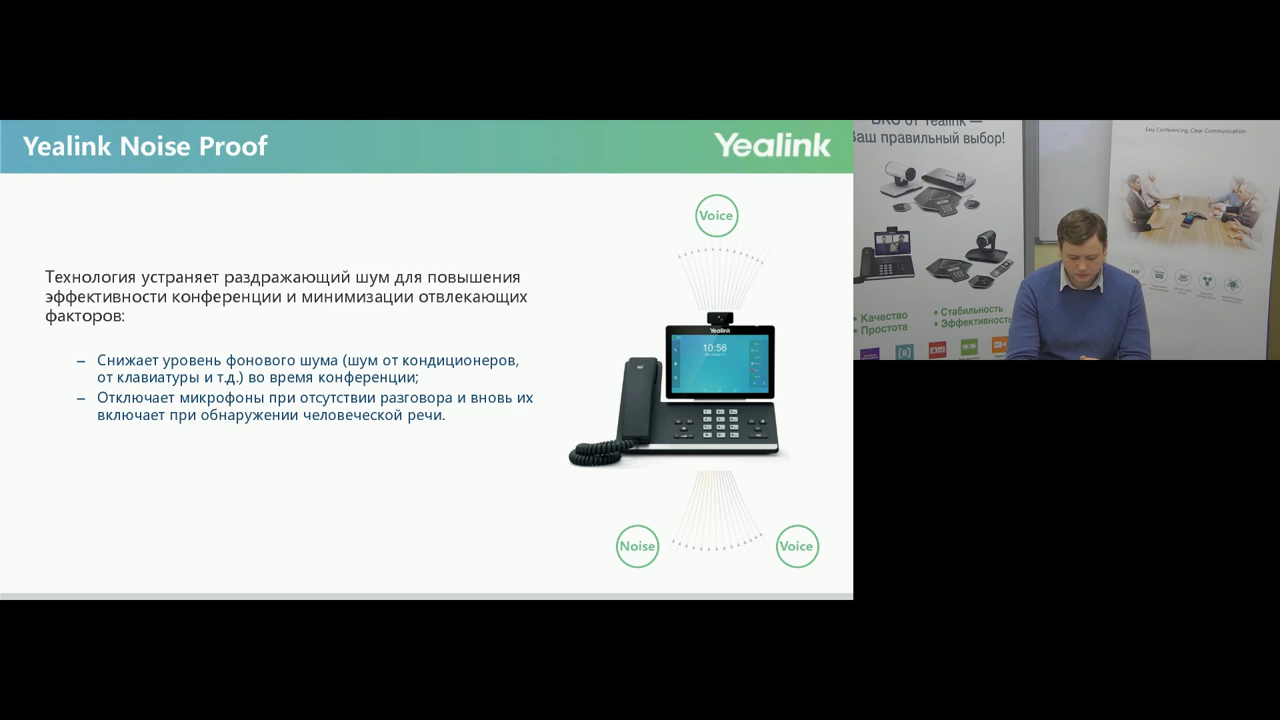 Yealink Noise Proof
Yealink
Voice
Технология устраняет раздражающий шум для повышения
эффективности конференции и минимизации отвлекающих
факторов:
– Снижает уровень фонового шума (шум от кондиционеров,
от клавиатуры и т.д.) во время конференции;
– Отключает микрофоны при отсутствии разговора и вновь их
включает при обнаружении человеческой речи.
Yealink
10:56
Noise
Voice
от Yealink —
Ваш правильный выбор!
• Качество
• Простота
• Стабильность
• Эффективность
Easy Conferencing, Clear Communication